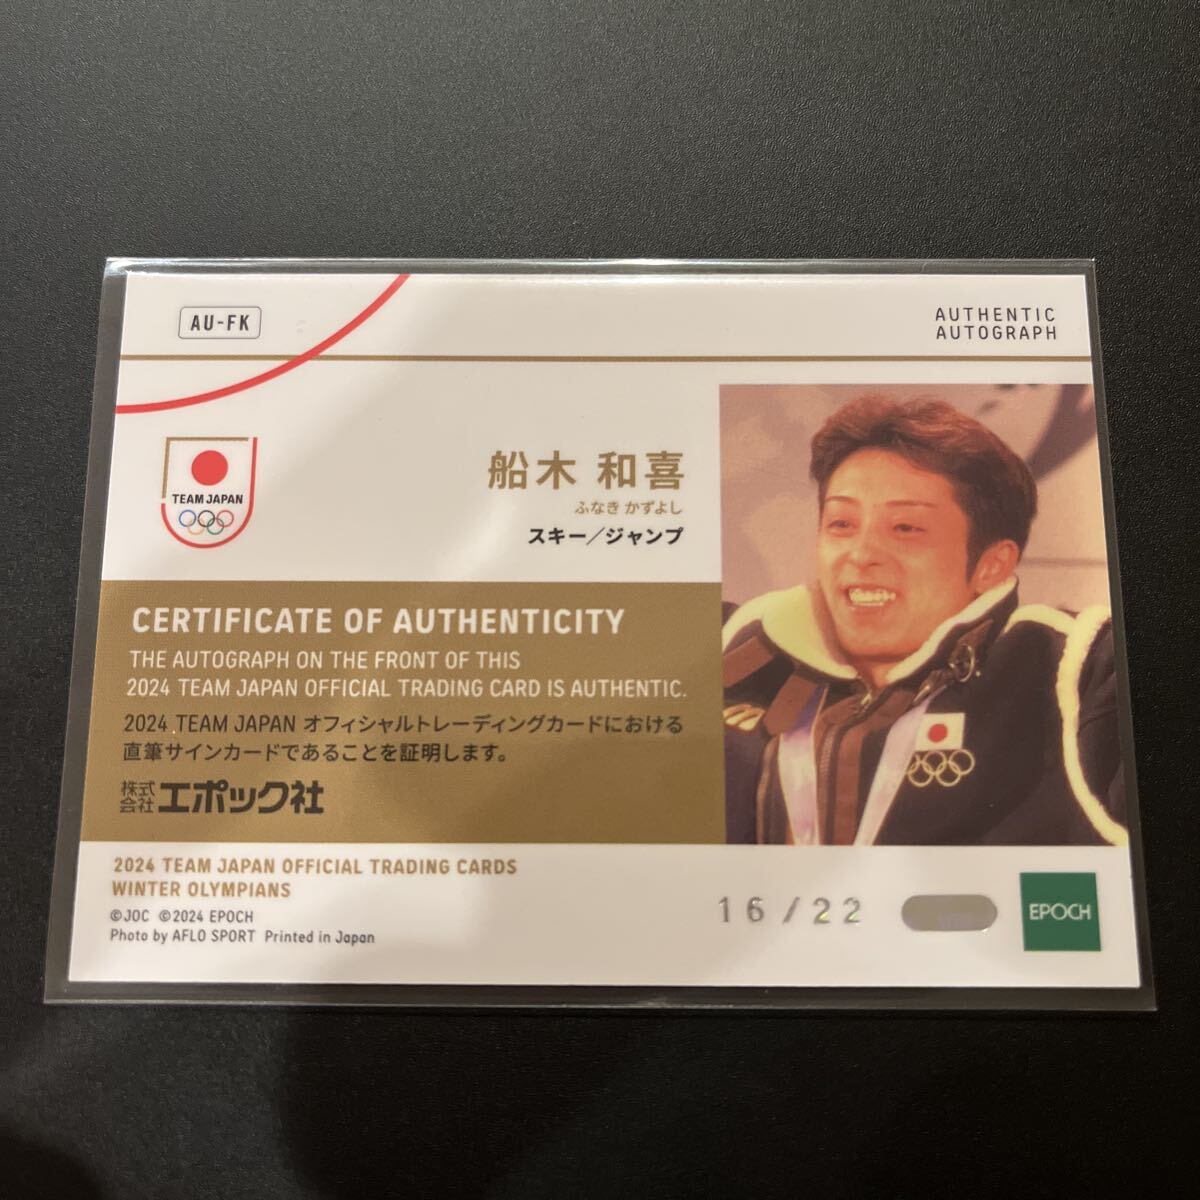 AU-FK
AUTHENTIC
AUTOGRAPH
TEAM JAPAN
船木 和喜
ふなき かずよし
スキー／ジャンプ
CERTIFICATE OF AUTHENTICITY
THE AUTOGRAPH ON THE FRONT OF THIS
2024 TEAM JAPAN OFFICIAL TRADING CARD IS AUTHENTIC.
2024 TEAM JAPAN オフィシャルトレーディングカードにおける
直筆サインカードであることを証明します。
株式会社エポック社
2024 TEAM JAPAN OFFICIAL TRADING CARDS
WINTER OLYMPIANS
©JOC ©2024 EPOCH
Photo by AFLO SPORT Printed in Japan
16/22
EPOCH